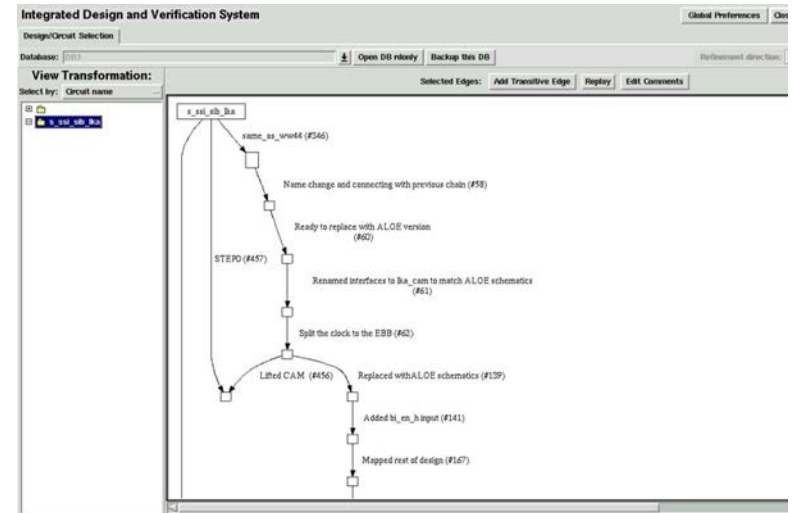 Integrated Design and Verification System
Global Preferences
Design/Circuit Selection
Database: DB3
Open DB rdonly
Backup this DB
Refinement direction:
View Transformation:
Selected Edges:
Add Transitive Edge
Replay
Edit Comments
Select by: Circuit name
s_ssi_sib_lka
s_ssi_sib_lka
same_as_ww44 (#346)
Name change and connecting with previous chain (#58)
Ready to replace with ALOE version
(#60)
STEP0 (#457)
Renamed interfaces to lka_cam to match ALOE schematics
(#61)
Split the clock to the EBB (#62)
Lifted CAM (#456)
Replaced withALOE schematics (#139)
Added bi_en_h input (#141)
Mapped rest of design (#167)